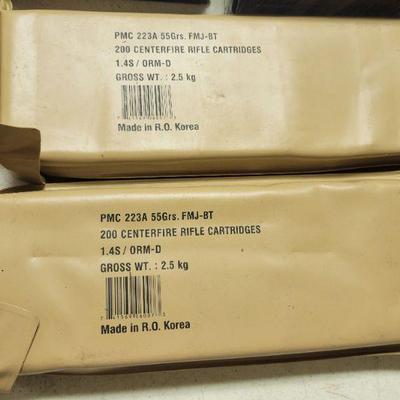 PMC 223A 55Grs. FMJ-BT
200 CENTERFIRE RIFLE CARTRIDGES
1.4S / ORM-D
GROSS WT. : 2.5 kg
Made in R.O. Korea
PMC 223A 55Grs. FMJ-BT
200 CENTERFIRE RIFLE CARTRIDGES
1.4S / ORM-D
GROSS WT. : 2.5 kg
Made in R.O. Korea